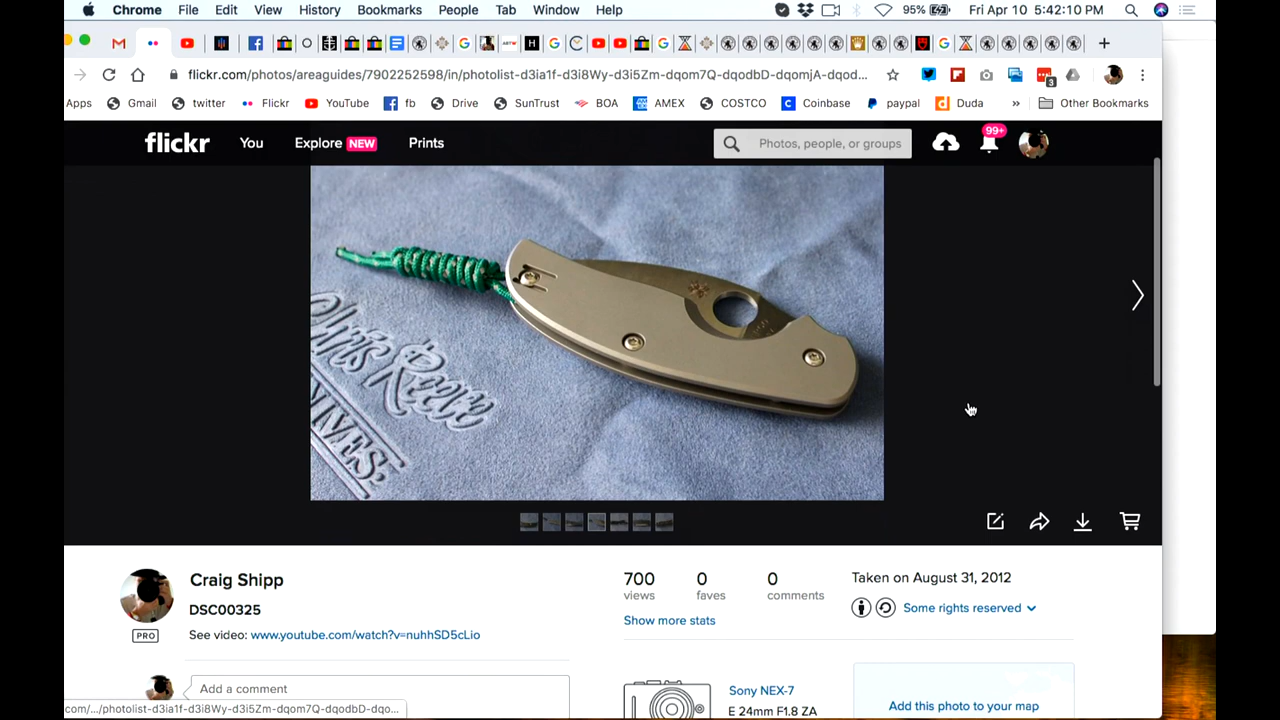 Chrome File Edit View History Bookmarks People Tab Window Help 95% Fri Apr 10 5:42:10 PM
flickr.com/photos/aresguides/7902252598/in/photolist-d3ia1f-d3i8Wy-d3i5Zm-dqom7Q-dqodbD-dqomjA-dqod...
3
Apps Gmail twitter Flickr YouTube fb Drive SunTrust BOA AMEX COSTCO Coinbase paypal Duda » Other Bookmarks
flickr You Explore NEW Prints Photos, people, or groups 99+
Chris Reeve
KNIVES
Craig Shipp
DSC00325
PRO
See video: www.youtube.com/watch?v=nuhhSD5cLio
Add a comment
700 0 0
views faves comments
Show more stats
Taken on August 31, 2012
Some rights reserved
Sony NEX-7
E 24mm F1.8 ZA
Add this photo to your map
com/.../photolist-d3ia1f-d3i8Wy-d3i5Zm-dqom7Q-dqodbD-dqo...